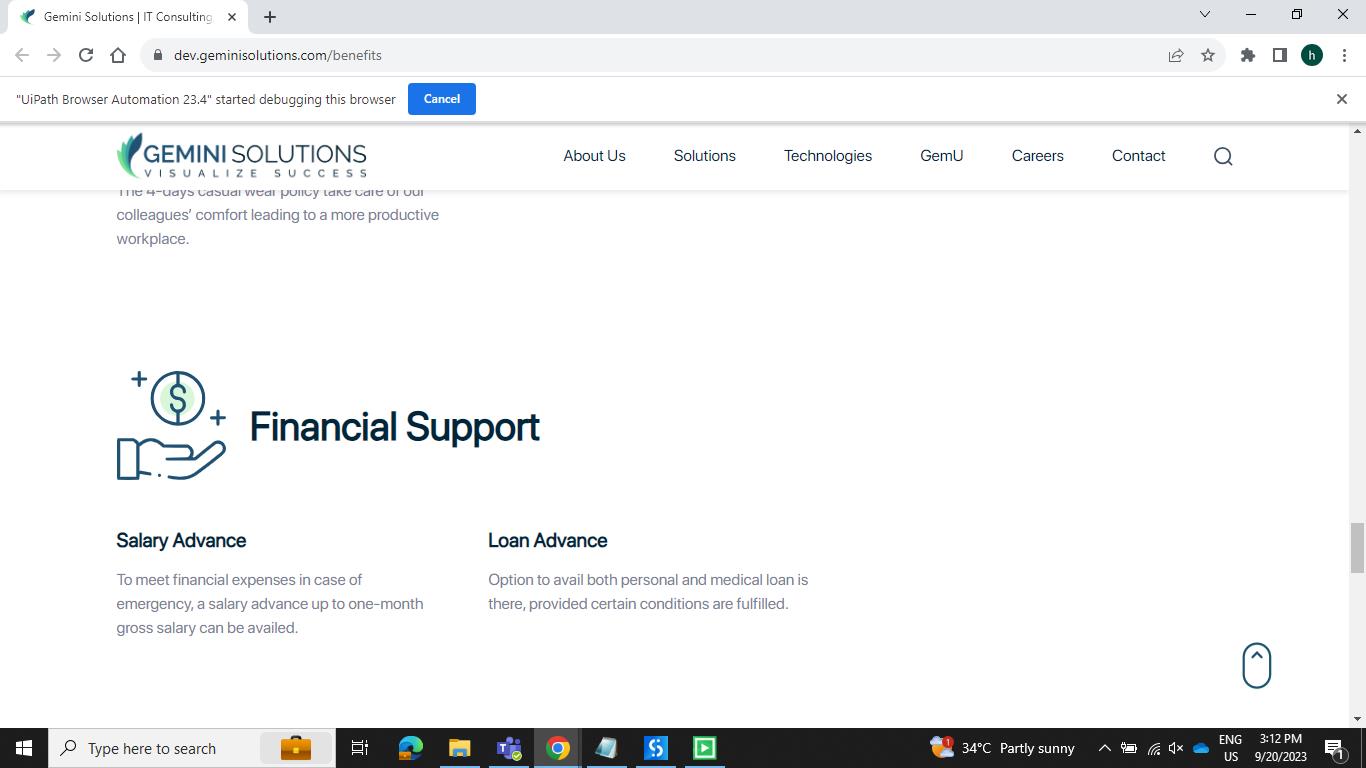 Gemini Solutions | IT Consulting
dev.geminisolutions.com/benefits
h
"UiPath Browser Automation 23.4" started debugging this browser
Cancel
GEMINI SOLUTIONS
VISUALIZE SUCCESS
About Us
Solutions
Technologies
GemU
Careers
Contact
The 4-days casual wear policy take care of our
colleagues' comfort leading to a more productive
workplace.
$
Financial Support
Salary Advance
To meet financial expenses in case of
emergency, a salary advance up to one-month
gross salary can be availed.
Loan Advance
Option to avail both personal and medical loan is
there, provided certain conditions are fulfilled.
Type here to search
1
34°C Partly sunny
ENG
US
3:12 PM
9/20/2023
1